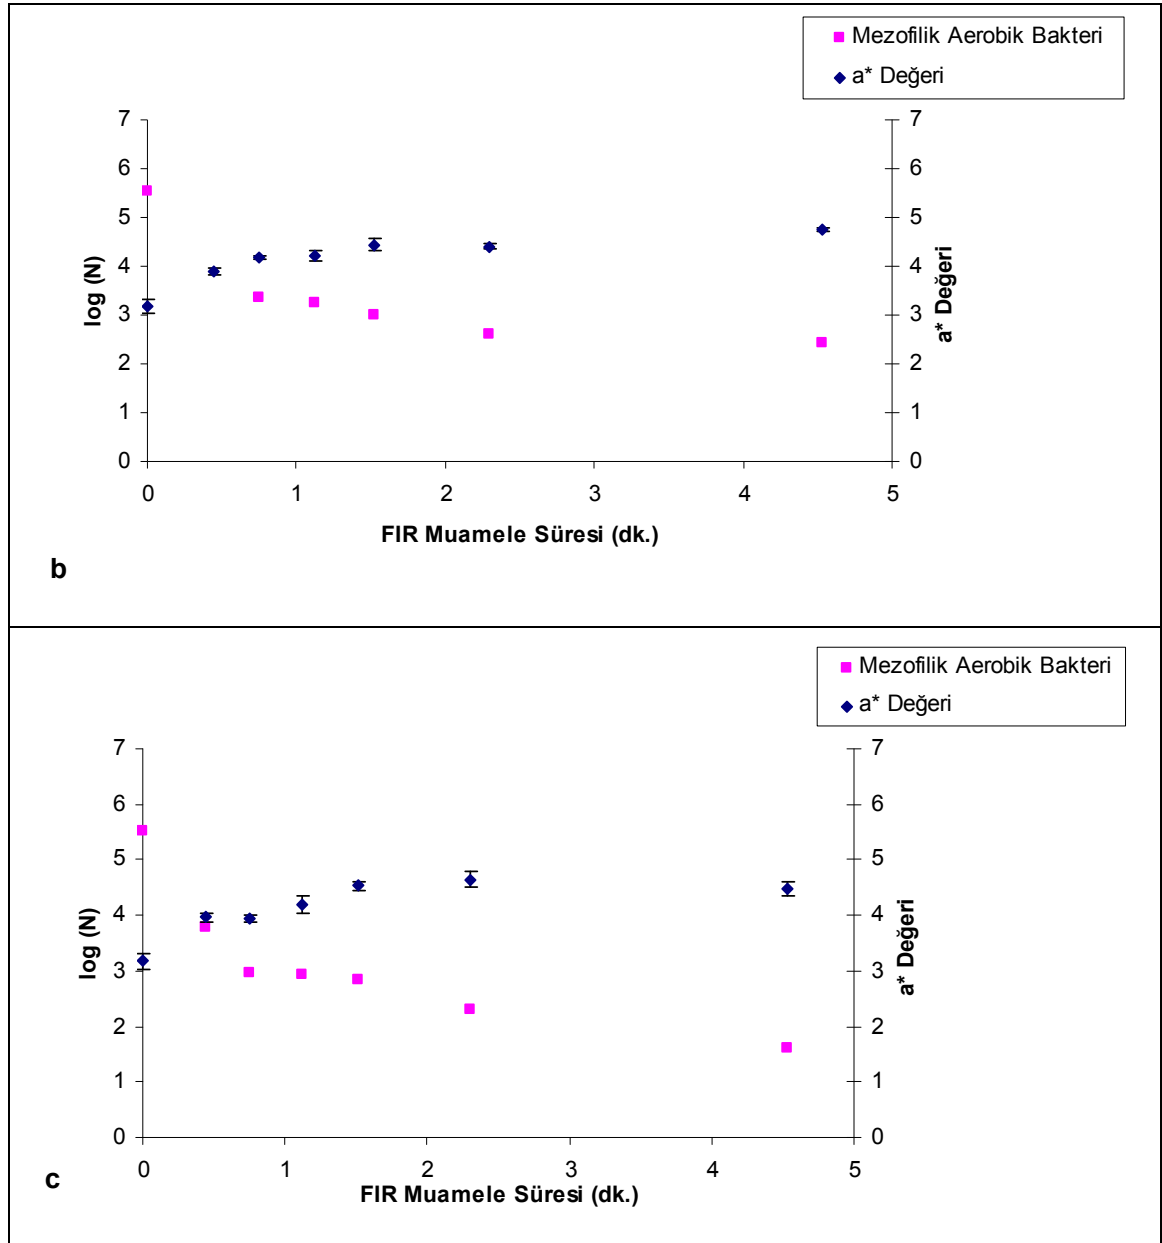 Mezofilik Aerobik Bakteri
a* Değeri
7 7
6 6
5 5
4 4
3 3
2 2
1 1
0 0
log (N)
a* Değeri
0 1 2 3 4 5
FIR Muamele Süresi (dk.)
b
Mezofilik Aerobik Bakteri
a* Değeri
7 7
6 6
5 5
4 4
3 3
2 2
1 1
0 0
log (N)
a* Değeri
0 1 2 3 4 5
FIR Muamele Süresi (dk.)
c